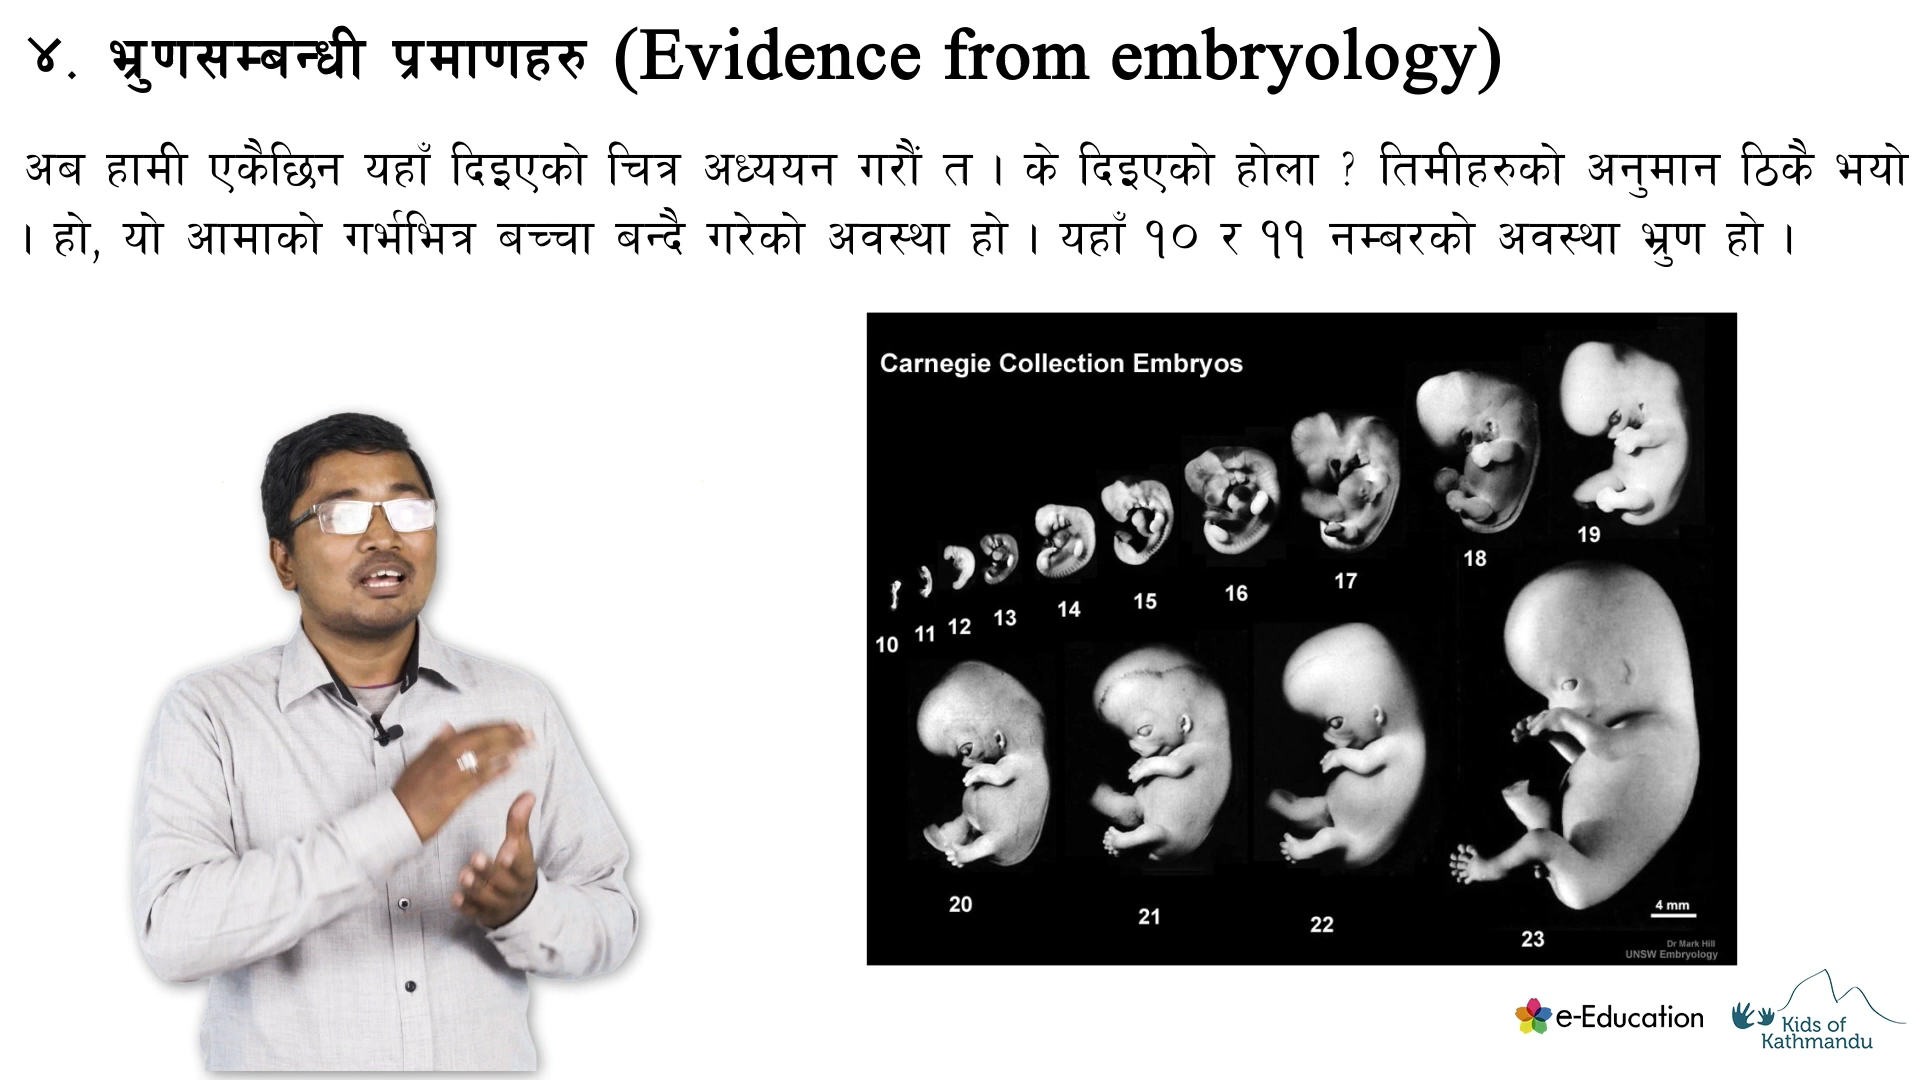 ४. भ्रुणसम्बन्धी प्रमाणहरु (Evidence from embryology)
अब हामी एकैछिन यहाँ दिइएको चित्र अध्ययन गरौं त । के दिइएको होला ? तिमीहरुको अनुमान ठिकै भयो
। हो, यो आमाको गर्भभित्र बच्चा बन्दै गरेको अवस्था हो । यहाँ १० र ११ नम्बरको अवस्था भ्रुण हो ।
Carnegie Collection Embryos
10 11 12 13 14 15 16 17 18 19
20 21 22 23
4 mm
Dr Mark Hill
UNSW Embryology
e-Education
Kids of
Kathmandu